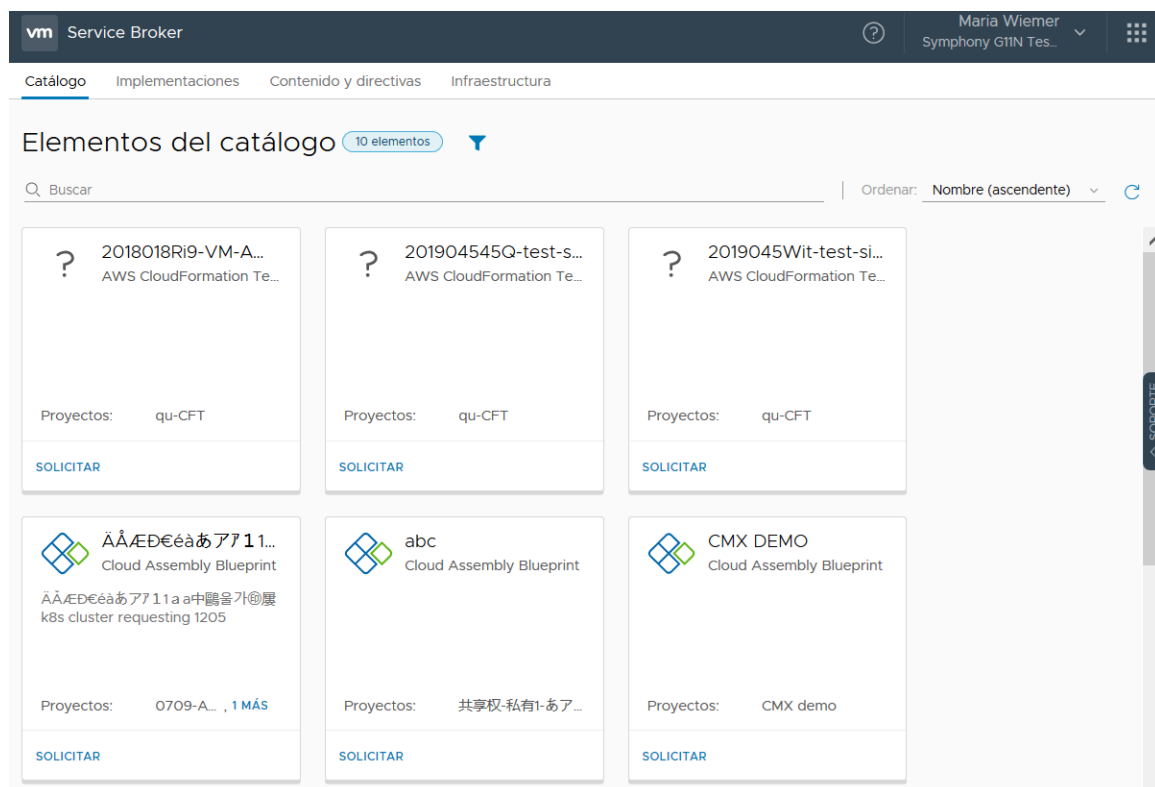 vm Service Broker
Maria Wiemer
Symphony G11N Tes...
Catálogo Implementaciones Contenido y directivas Infraestructura
Elementos del catálogo 10 elementos
Buscar
Ordenar: Nombre (ascendente)
? 2018018Ri9-VM-A...
AWS CloudFormation Te...
Proyectos: qu-CFT
SOLICITAR
? 201904545Q-test-s...
AWS CloudFormation Te...
Proyectos: qu-CFT
SOLICITAR
? 2019045Wit-test-si...
AWS CloudFormation Te...
Proyectos: qu-CFT
SOLICITAR
SOPORTE
ÄÅÆÐ€éàあアｱ11...
Cloud Assembly Blueprint
ÄÅÆÐ€éàあアｱ11aa中鷗을가㊞
k8s cluster requesting 1205
Proyectos: 0709-A... , 1 MÁS
SOLICITAR
abc
Cloud Assembly Blueprint
Proyectos: 共享权-私有1-あア...
SOLICITAR
CMX DEMO
Cloud Assembly Blueprint
Proyectos: CMX demo
SOLICITAR